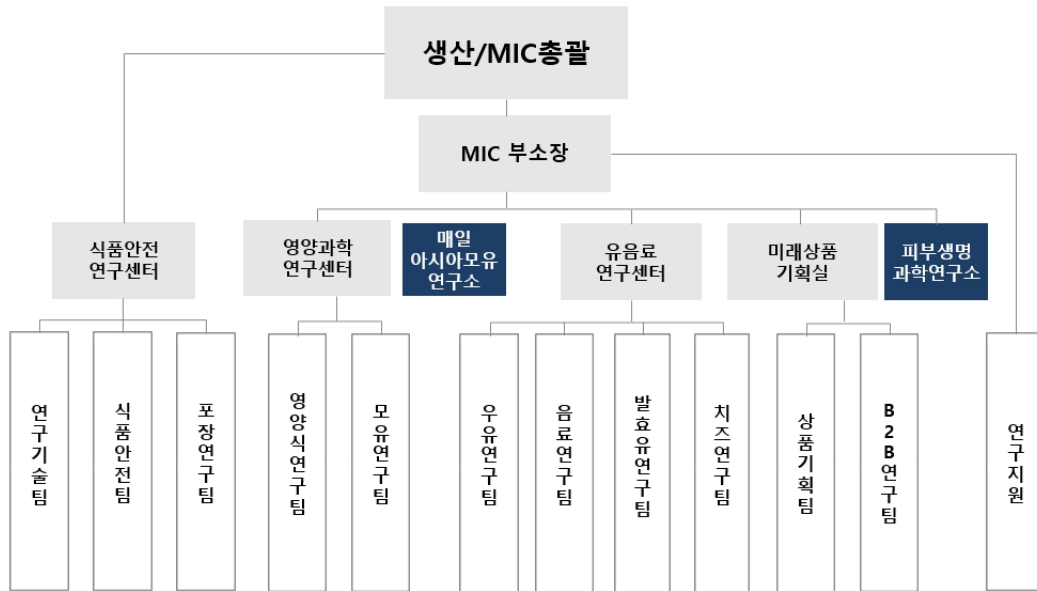 생산/MIC총괄
MIC 부소장
식품안전
연구센터
영양과학
연구센터
매일
아시아모유
연구소
유음료
연구센터
미래상품
기획실
피부생명
과학연구소
연구기술팀
식품안전팀
포장연구팀
영양식연구팀
모유연구팀
우유연구팀
음료연구팀
발효유연구팀
치즈연구팀
상품기획팀
B2B연구팀
연구지원